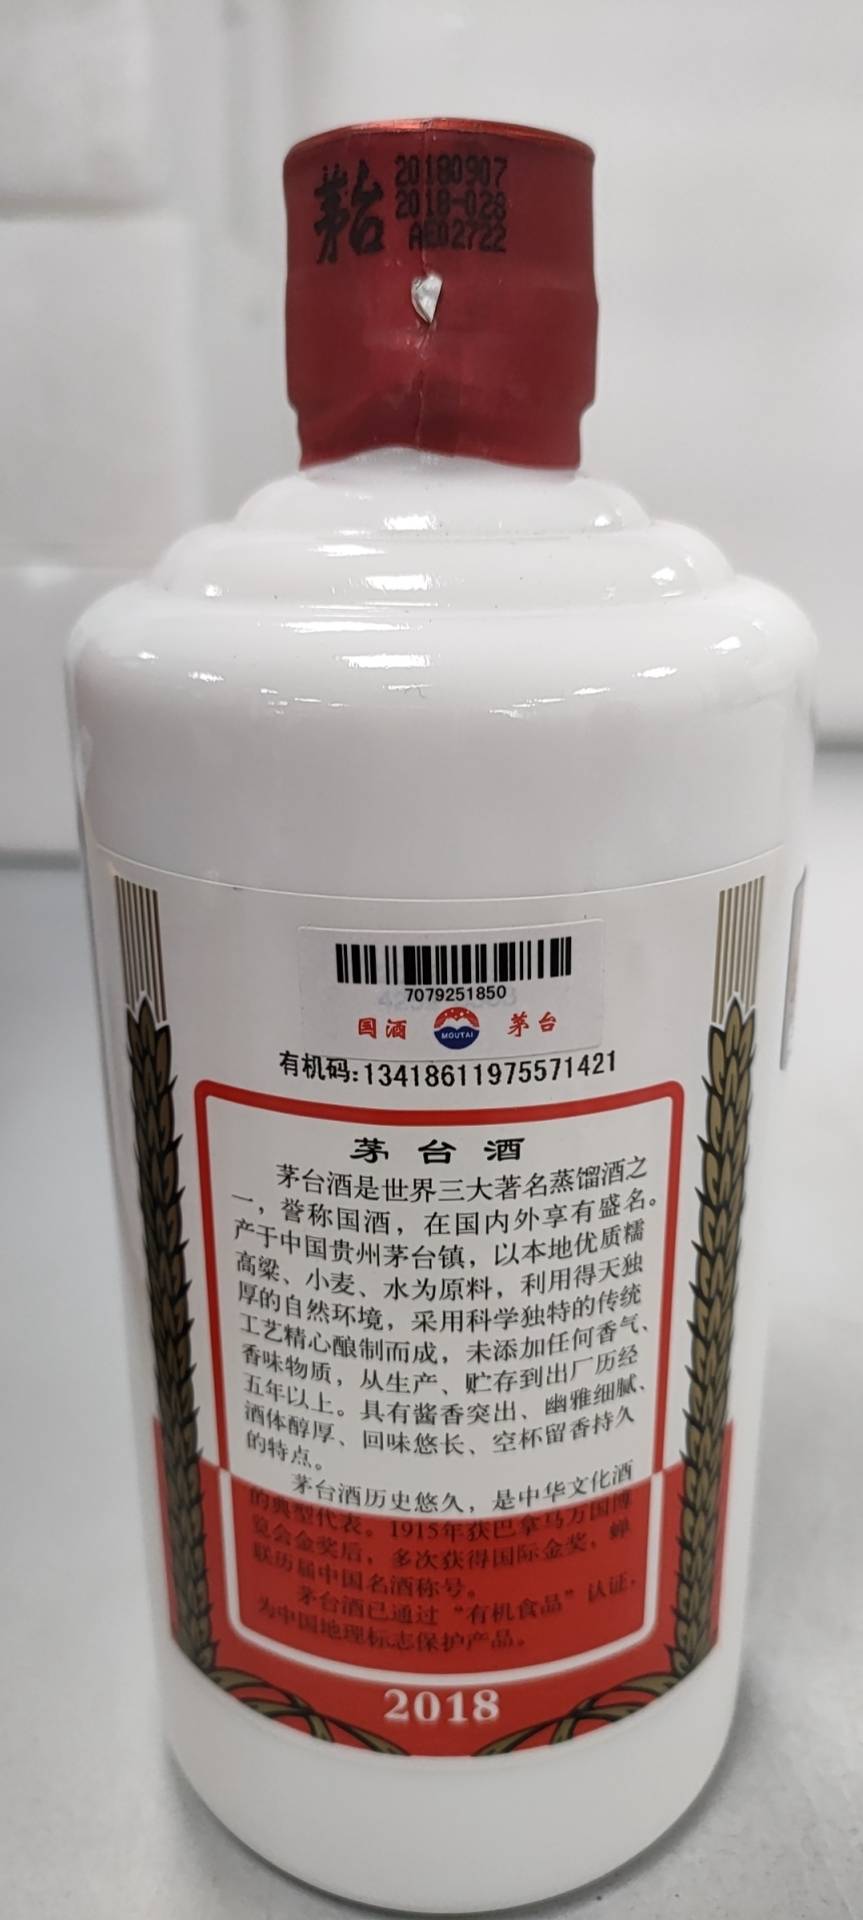 茅台
20180907
2018-028
AE02722
7079251850
国酒 MOUTAI 茅台
有机码:13418611975571421
茅台酒
茅台酒是世界三大著名蒸馏酒之
一，誉称国酒，在国内外享有盛名。
产于中国贵州茅台镇，以本地优质糯
高粱、小麦、水为原料，利用得天独
厚的自然环境，采用科学独特的传统
工艺精心酿制而成，未添加任何香气、
香味物质，从生产、贮存到出厂历经
五年以上。具有酱香突出、幽雅细腻、
酒体醇厚、回味悠长、空杯留香持久
的特点。
茅台酒历史悠久，是中华文化酒
的典型代表。1915年获巴拿马万国博
览会金奖后，多次获得国际金奖，蝉
联历届中国名酒称号。
茅台酒已通过“有机食品”认证，
为中国地理标志保护产品。
2018